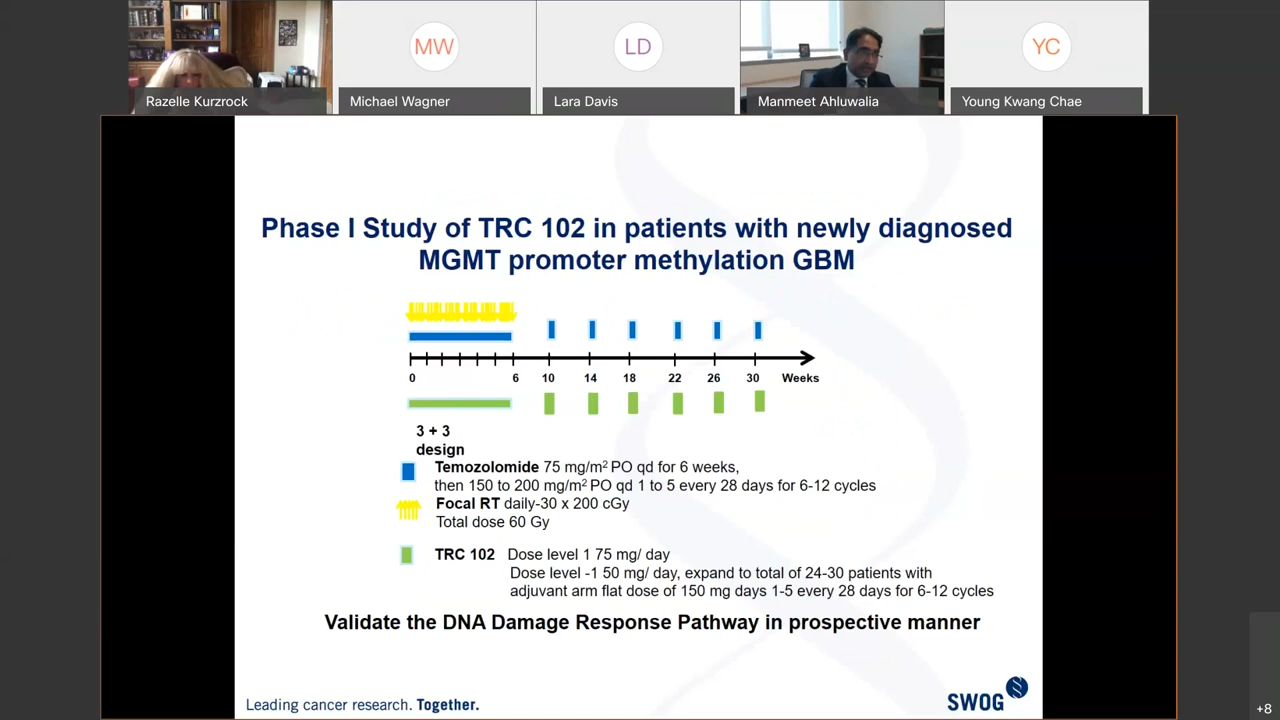 MW
LD
YC
Razelle Kurzrock
Michael Wagner
Lara Davis
Manmeet Ahluwalia
Young Kwang Chae
Phase I Study of TRC 102 in patients with newly diagnosed
MGMT promoter methylation GBM
0 6 10 14 18 22 26 30 Weeks
3 + 3
design
Temozolomide 75 mg/m² PO qd for 6 weeks,
then 150 to 200 mg/m² PO qd 1 to 5 every 28 days for 6-12 cycles
Focal RT daily-30 x 200 cGy
Total dose 60 Gy
TRC 102 Dose level 1 75 mg/ day
Dose level -1 50 mg/ day, expand to total of 24-30 patients with
adjuvant arm flat dose of 150 mg days 1-5 every 28 days for 6-12 cycles
Validate the DNA Damage Response Pathway in prospective manner
Leading cancer research. Together.
SWOG
+8